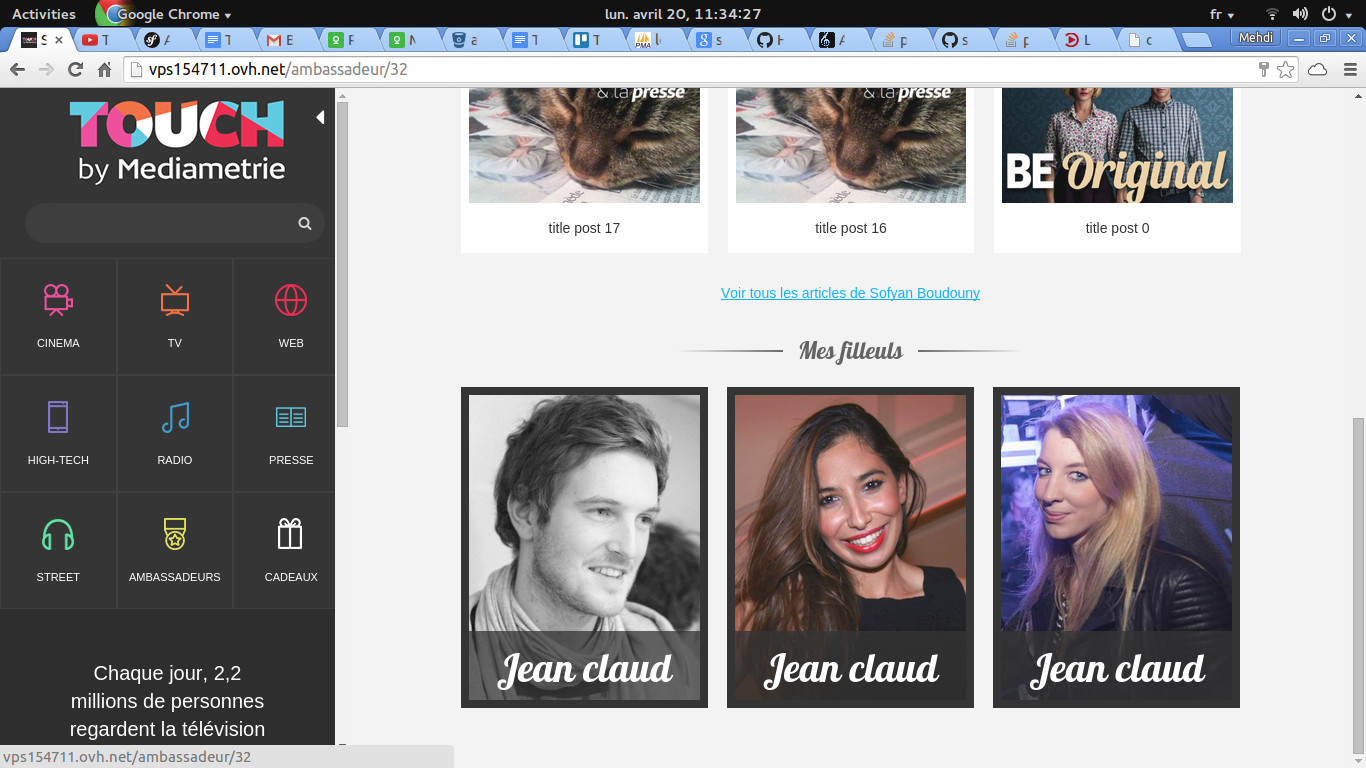 Activities
Google Chrome
lun. avril 20, 11:34:27
fr
S
T
A
T
E
F
N
a
T
T
PMA
l
s
H
A
p
s
p
L
c
Mehdi
vps154711.ovh.net/ambassadeur/32
TOUCH
by Mediametrie
CINEMA
TV
WEB
HIGH-TECH
RADIO
PRESSE
STREET
AMBASSADEURS
CADEAUX
Chaque jour, 2,2
millions de personnes
regardent la télévision
& la presse
& la presse
BE Original
title post 17
title post 16
title post 0
Voir tous les articles de Sofyan Boudouny
Mes filleuls
Jean claud
Jean claud
Jean claud
vps154711.ovh.net/ambassadeur/32